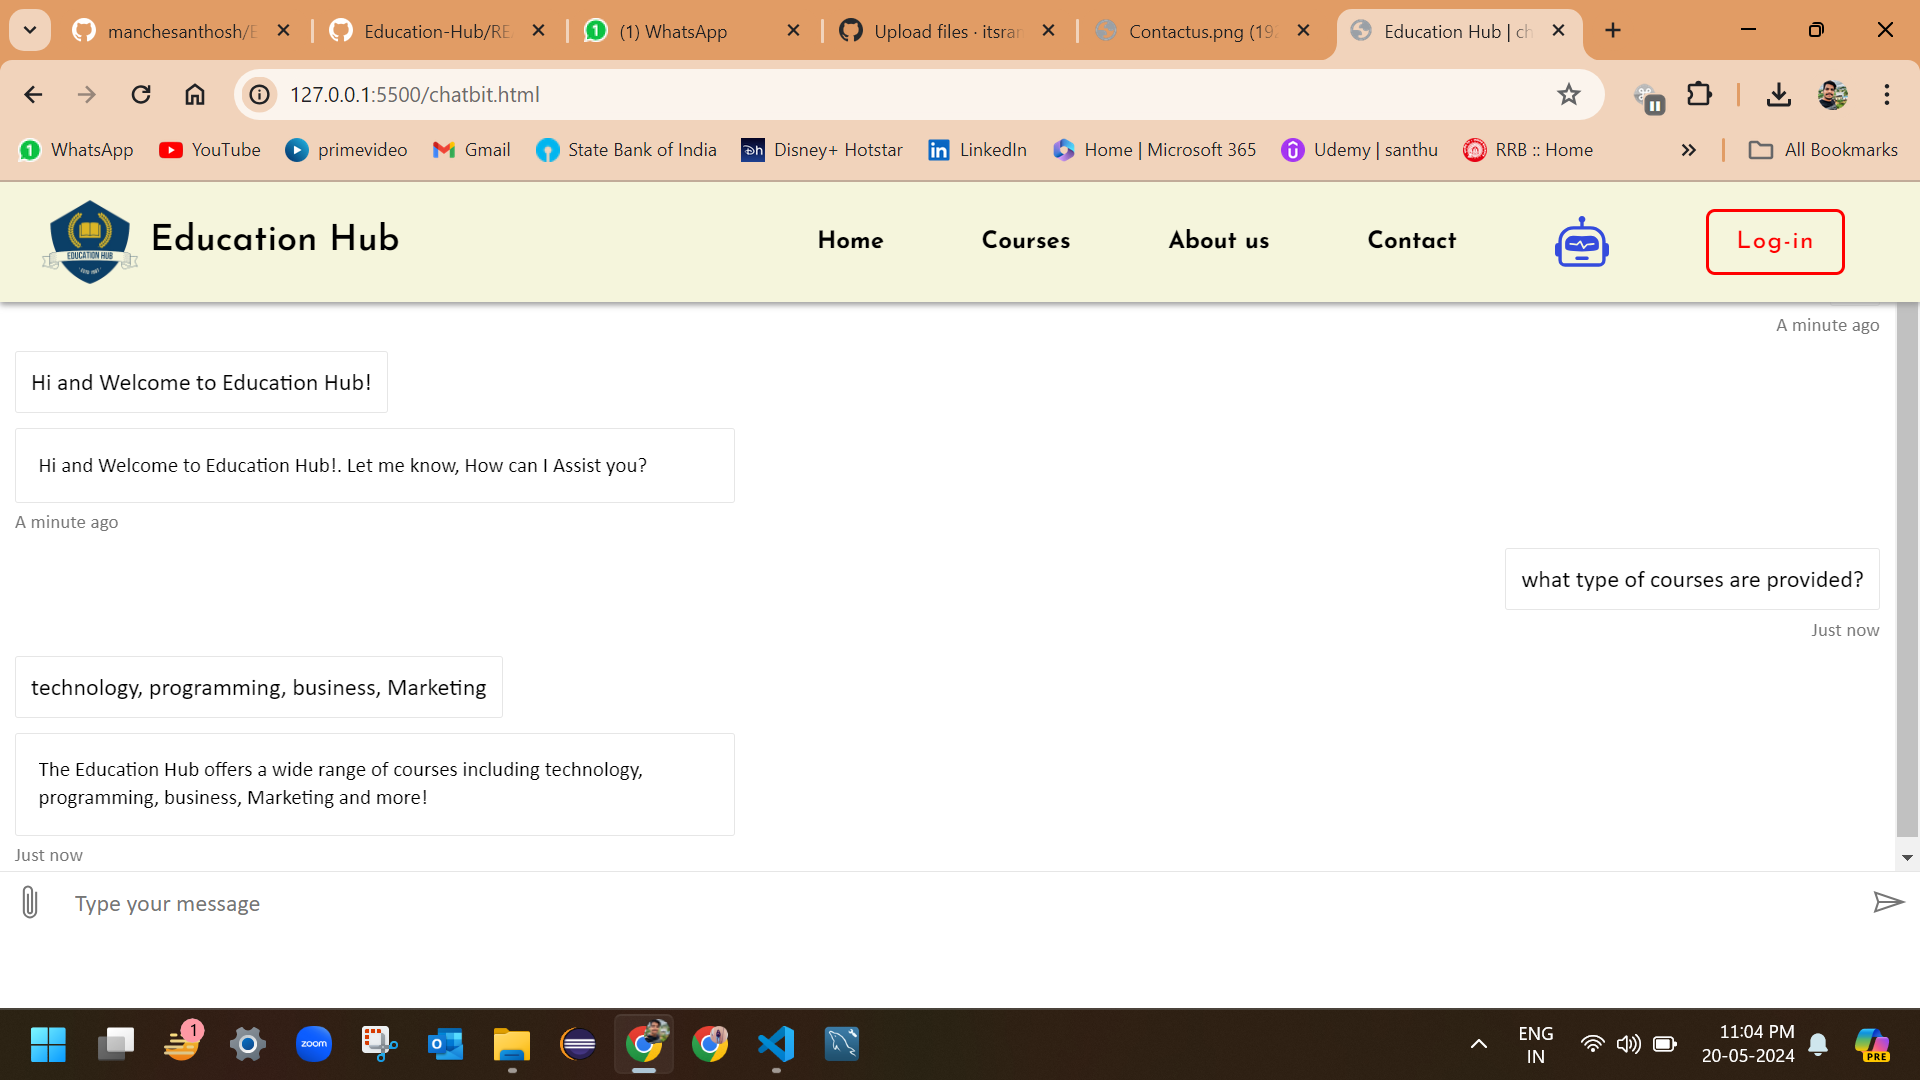 manchesanthosh/E
Education-Hub/RE
(1) WhatsApp
Upload files · itsran
Contactus.png (192
Education Hub | ch
127.0.0.1:5500/chatbit.html
WhatsApp
YouTube
primevideo
Gmail
State Bank of India
Disney+ Hotstar
LinkedIn
Home | Microsoft 365
Udemy | santhu
RRB :: Home
All Bookmarks
EDUCATION HUB
Education Hub
Home
Courses
About us
Contact
Log-in
A minute ago
Hi and Welcome to Education Hub!
Hi and Welcome to Education Hub!. Let me know, How can I Assist you?
A minute ago
what type of courses are provided?
Just now
technology, programming, business, Marketing
The Education Hub offers a wide range of courses including technology,
programming, business, Marketing and more!
Just now
Type your message
1
zoom
ENG
IN
11:04 PM
20-05-2024
PRE